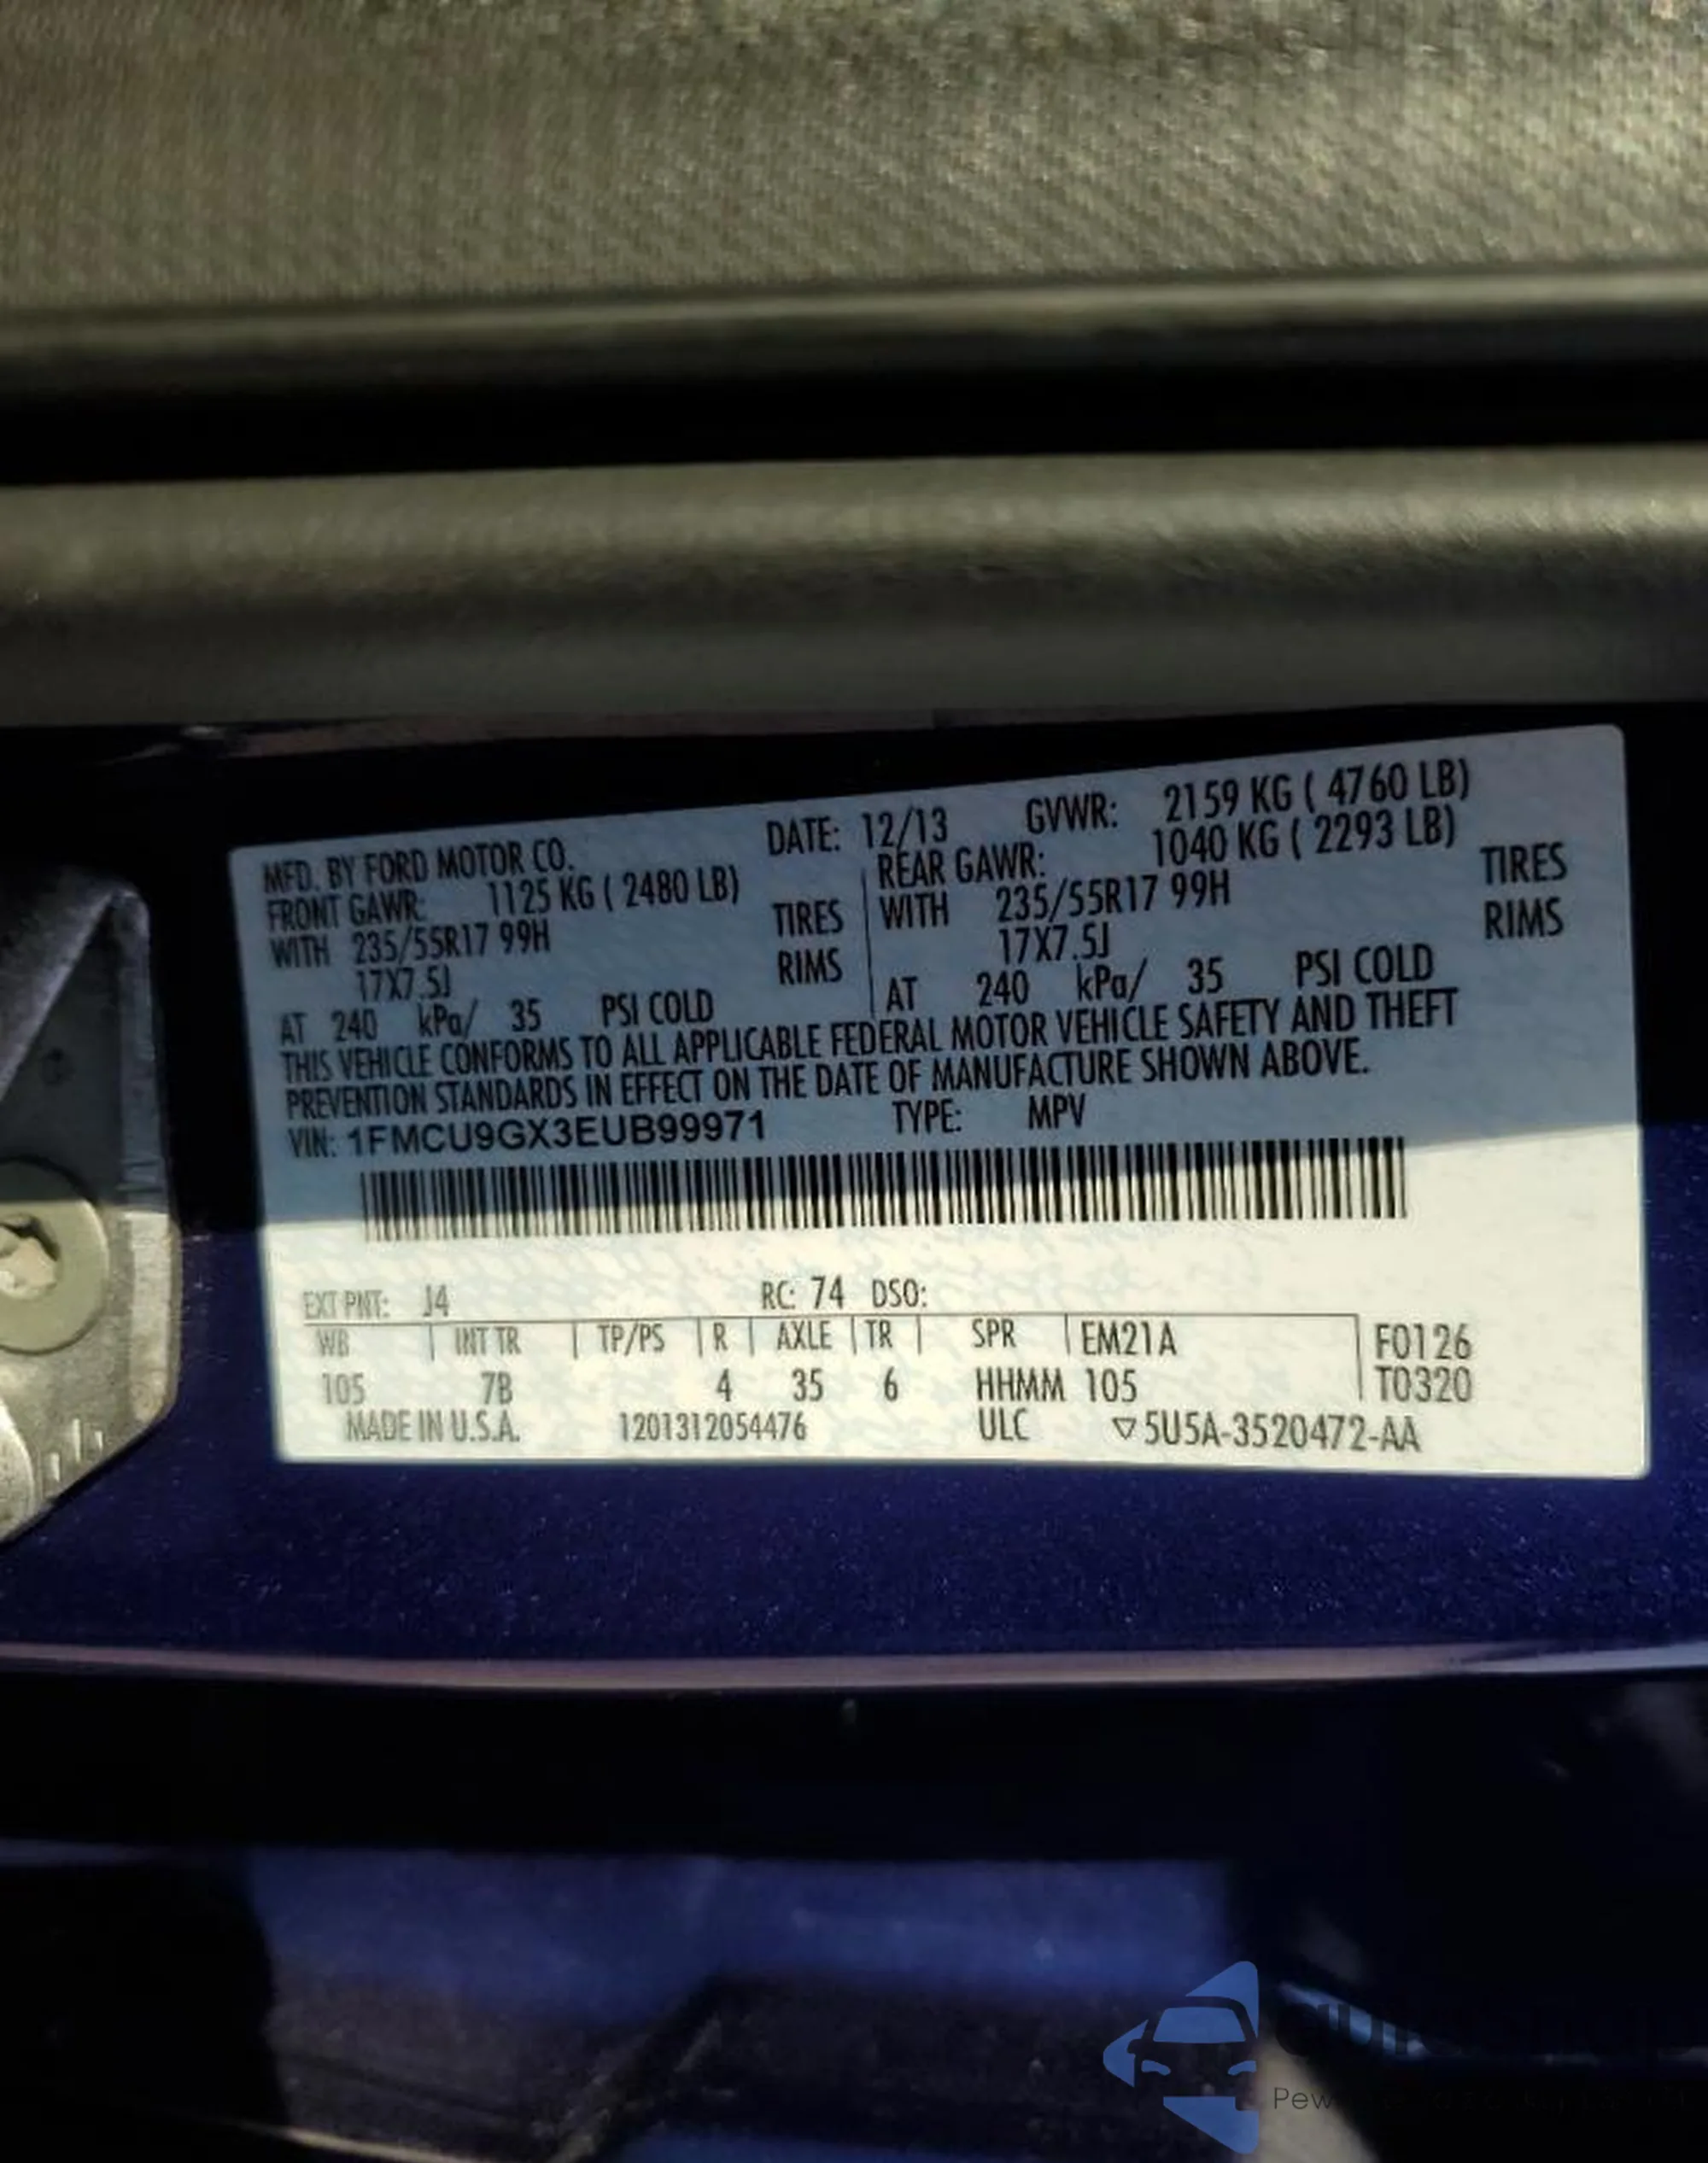 MFD. BY FORD MOTOR CO. DATE: 12/13 GVWR: 2159 KG ( 4760 LB)
FRONT GAWR: 1125 KG ( 2480 LB) REAR GAWR: 1040 KG ( 2293 LB)
WITH 235/55R17 99H TIRES WITH 235/55R17 99H TIRES
17X7.5J RIMS 17X7.5J RIMS
AT 240 kPa/ 35 PSI COLD AT 240 kPa/ 35 PSI COLD
THIS VEHICLE CONFORMS TO ALL APPLICABLE FEDERAL MOTOR VEHICLE SAFETY AND THEFT
PREVENTION STANDARDS IN EFFECT ON THE DATE OF MANUFACTURE SHOWN ABOVE.
VIN: 1FMCU9GX3EUB99971 TYPE: MPV
EXT PNT: J4 RC: 74 DSO:
WB INT TR TP/PS R AXLE TR SPR EM21A F0126
105 7B 4 35 6 HHMM 105 T0320
MADE IN U.S.A. 1201312054476 ULC ▽5U5A-3520472-AA